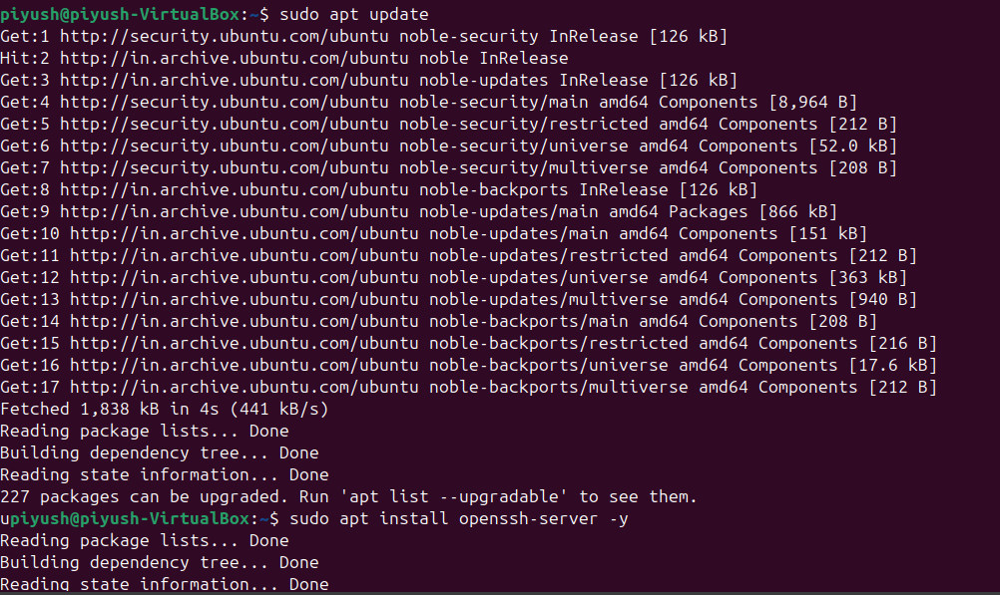 piyush@piyush-VirtualBox:~$ sudo apt update
Get:1 http://security.ubuntu.com/ubuntu noble-security InRelease [126 kB]
Hit:2 http://in.archive.ubuntu.com/ubuntu noble InRelease
Get:3 http://in.archive.ubuntu.com/ubuntu noble-updates InRelease [126 kB]
Get:4 http://security.ubuntu.com/ubuntu noble-security/main amd64 Components [8,964 B]
Get:5 http://security.ubuntu.com/ubuntu noble-security/restricted amd64 Components [212 B]
Get:6 http://security.ubuntu.com/ubuntu noble-security/universe amd64 Components [52.0 kB]
Get:7 http://security.ubuntu.com/ubuntu noble-security/multiverse amd64 Components [208 B]
Get:8 http://in.archive.ubuntu.com/ubuntu noble-backports InRelease [126 kB]
Get:9 http://in.archive.ubuntu.com/ubuntu noble-updates/main amd64 Packages [866 kB]
Get:10 http://in.archive.ubuntu.com/ubuntu noble-updates/main amd64 Components [151 kB]
Get:11 http://in.archive.ubuntu.com/ubuntu noble-updates/restricted amd64 Components [212 B]
Get:12 http://in.archive.ubuntu.com/ubuntu noble-updates/universe amd64 Components [363 kB]
Get:13 http://in.archive.ubuntu.com/ubuntu noble-updates/multiverse amd64 Components [940 B]
Get:14 http://in.archive.ubuntu.com/ubuntu noble-backports/main amd64 Components [208 B]
Get:15 http://in.archive.ubuntu.com/ubuntu noble-backports/restricted amd64 Components [216 B]
Get:16 http://in.archive.ubuntu.com/ubuntu noble-backports/universe amd64 Components [17.6 kB]
Get:17 http://in.archive.ubuntu.com/ubuntu noble-backports/multiverse amd64 Components [212 B]
Fetched 1,838 kB in 4s (441 kB/s)
Reading package lists... Done
Building dependency tree... Done
Reading state information... Done
227 packages can be upgraded. Run 'apt list --upgradable' to see them.
upiyush@piyush-VirtualBox:~$ sudo apt install openssh-server -y
Reading package lists... Done
Building dependency tree... Done
Reading state information... Done